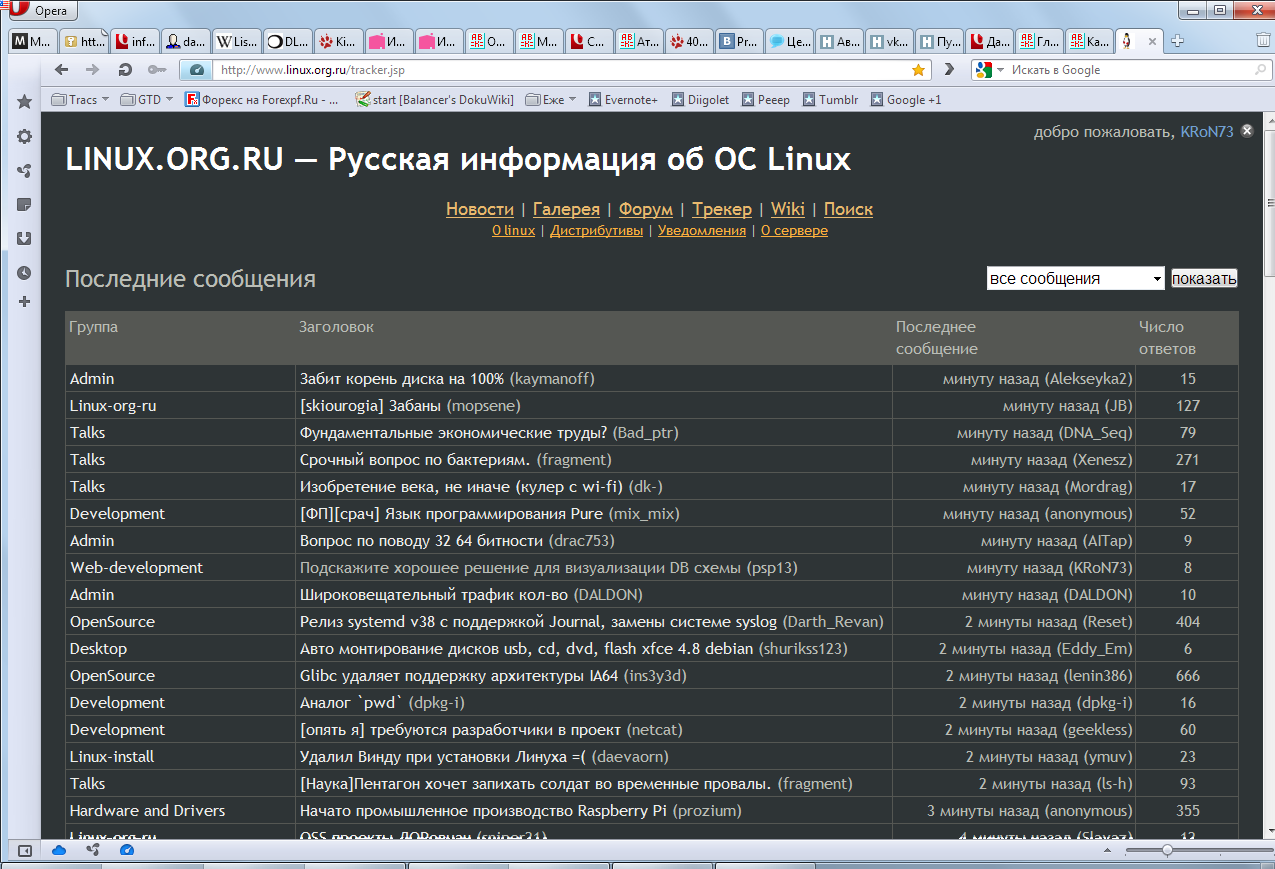 Opera
M...
htt...
inf...
da...
Lis...
DL...
Ki...
И...
И...
О...
М...
С...
Ат...
40...
Pr...
Це...
Ав...
vk...
Пу...
Да...
Гл...
Ка...
http://www.linux.org.ru/tracker.jsp
Искать в Google
Tracs
GTD
Форекс на Forexpf.Ru - ...
start [Balancer's DokuWiki]
Еже
Evernote+
Diigolet
Peeep
Tumblr
Google +1
добро пожаловать, KRoN73
LINUX.ORG.RU — Русская информация об ОС Linux
Новости | Галерея | Форум | Трекер | Wiki | Поиск
О linux | Дистрибутивы | Уведомления | О сервере
Последние сообщения
все сообщения показать
Группа Заголовок Последнее сообщение Число ответов
Admin Забит корень диска на 100% (kaymanoff) минуту назад (Alekseyka2) 15
Linux-org-ru [skiourogia] Забаны (mopsene) минуту назад (JB) 127
Talks Фундаментальные экономические труды? (Bad_ptr) минуту назад (DNA_Seq) 79
Talks Срочный вопрос по бактериям. (fragment) минуту назад (Xenesz) 271
Talks Изобретение века, не иначе (кулер с wi-fi) (dk-) минуту назад (Mordrag) 17
Development [ФП][срач] Язык программирования Pure (mix_mix) минуту назад (anonymous) 52
Admin Вопрос по поводу 32 64 битности (drac753) минуту назад (AITap) 9
Web-development Подскажите хорошее решение для визуализации DB схемы (psp13) минуту назад (KRoN73) 8
Admin Широковещательный трафик кол-во (DALDON) минуту назад (DALDON) 10
OpenSource Релиз systemd v38 с поддержкой Journal, замены системе syslog (Darth_Revan) 2 минуты назад (Reset) 404
Desktop Авто монтирование дисков usb, cd, dvd, flash xfce 4.8 debian (shurikss123) 2 минуты назад (Eddy_Em) 6
OpenSource Glibc удаляет поддержку архитектуры IA64 (ins3y3d) 2 минуты назад (lenin386) 666
Development Аналог `pwd` (dpkg-i) 2 минуты назад (dpkg-i) 16
Development [опять я] требуются разработчики в проект (netcat) 2 минуты назад (geekless) 60
Linux-install Удалил Винду при установки Линуха =( (daevaorn) 2 минуты назад (ymuv) 23
Talks [Наука]Пентагон хочет запихать солдат во временные провалы. (fragment) 2 минуты назад (ls-h) 93
Hardware and Drivers Начато промышленное производство Raspberry Pi (prozium) 3 минуты назад (anonymous) 355
Linux-org-ru OSS проекты ЛОРовчан 4 минуты назад